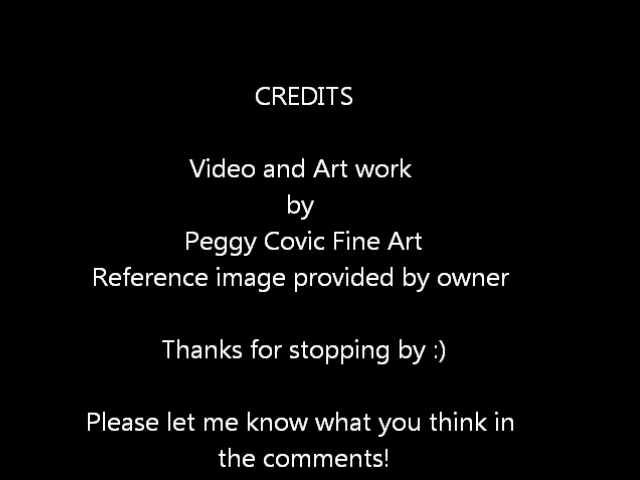 CREDITS
Video and Art work
by
Peggy Covic Fine Art
Reference image provided by owner
Thanks for stopping by :)
Please let me know what you think in
the comments!